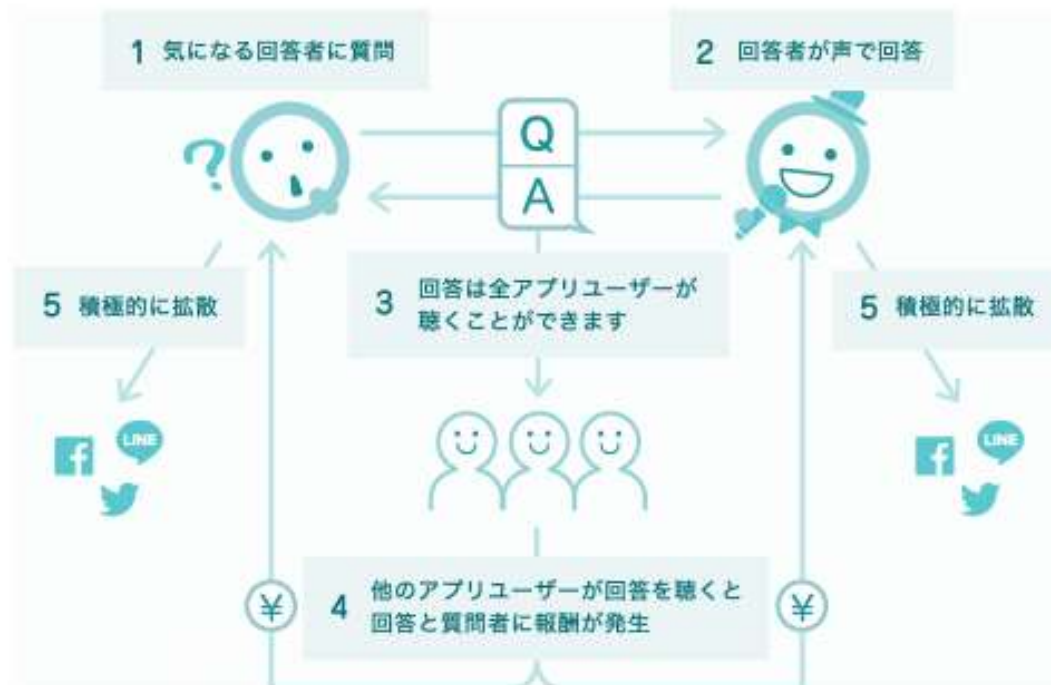 1 気になる回答者に質問
2 回答者が声で回答
?
Q
A
5 積極的に拡散
3 回答は全アプリユーザーが
聴くことができます
5 積極的に拡散
LINE
LINE
¥
4 他のアプリユーザーが回答を聴くと
回答と質問者に報酬が発生
¥